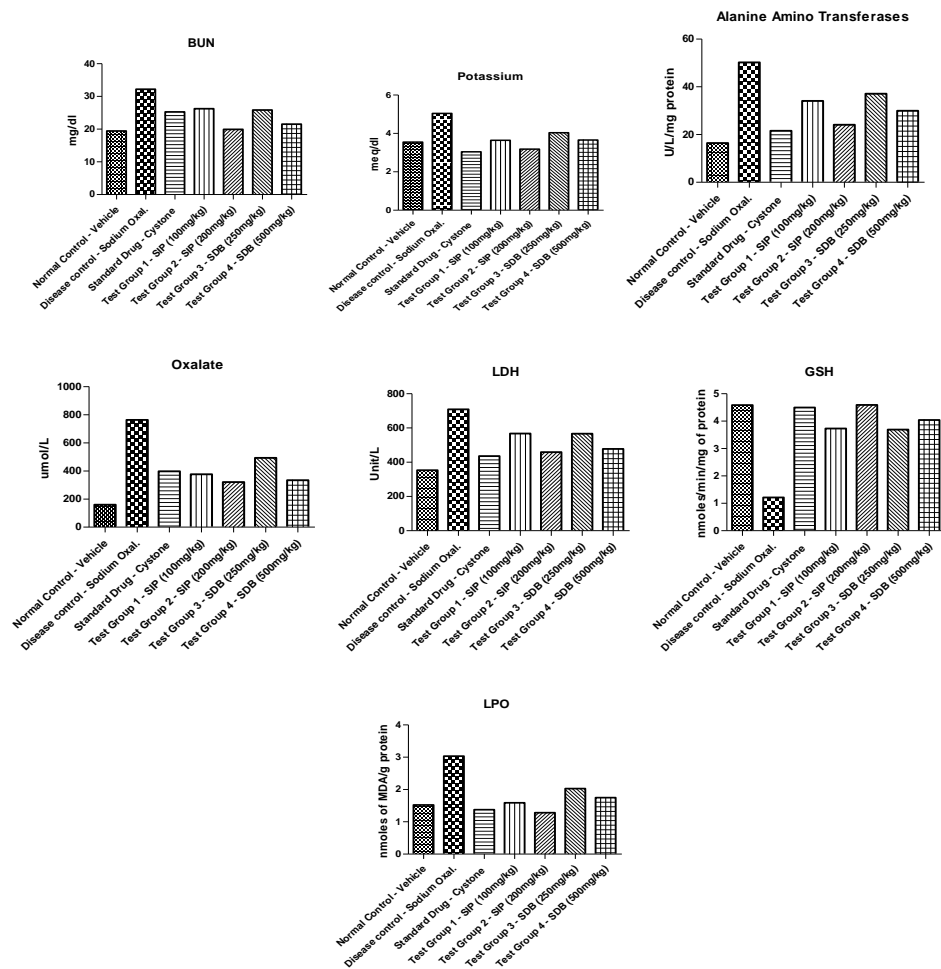 BUN
mg/dl
40
30
20
10
0
Normal Control - Vehicle
Disease control - Sodium Oxal.
Standard Drug - Cystone
Test Group 1 - SIP (100mg/kg)
Test Group 2 - SIP (200mg/kg)
Test Group 3 - SDB (250mg/kg)
Test Group 4 - SDB (500mg/kg)
Potassium
meq/dl
6
4
2
0
Normal Control - Vehicle
Disease control - Sodium Oxal.
Standard Drug - Cystone
Test Group 1 - SIP (100mg/kg)
Test Group 2 - SIP (200mg/kg)
Test Group 3 - SDB (250mg/kg)
Test Group 4 - SDB (500mg/kg)
Alanine Amino Transferases
U/L/mg protein
60
40
20
0
Normal Control - Vehicle
Disease control - Sodium Oxal.
Standard Drug - Cystone
Test Group 1 - SIP (100mg/kg)
Test Group 2 - SIP (200mg/kg)
Test Group 3 - SDB (250mg/kg)
Test Group 4 - SDB (500mg/kg)
Oxalate
umol/L
1000
800
600
400
200
0
Normal Control - Vehicle
Disease control - Sodium Oxal.
Standard Drug - Cystone
Test Group 1 - SIP (100mg/kg)
Test Group 2 - SIP (200mg/kg)
Test Group 3 - SDB (250mg/kg)
Test Group 4 - SDB (500mg/kg)
LDH
Unit/L
800
600
400
200
0
Normal Control - Vehicle
Disease control - Sodium Oxal.
Standard Drug - Cystone
Test Group 1 - SIP (100mg/kg)
Test Group 2 - SIP (200mg/kg)
Test Group 3 - SDB (250mg/kg)
Test Group 4 - SDB (500mg/kg)
GSH
nmoles/min/mg of protein
5
4
3
2
1
0
Normal Control - Vehicle
Disease control - Sodium Oxal.
Standard Drug - Cystone
Test Group 1 - SIP (100mg/kg)
Test Group 2 - SIP (200mg/kg)
Test Group 3 - SDB (250mg/kg)
Test Group 4 - SDB (500mg/kg)
LPO
nmoles of MDA/g protein
4
3
2
1
0
Normal Control - Vehicle
Disease control - Sodium Oxal.
Standard Drug - Cystone
Test Group 1 - SIP (100mg/kg)
Test Group 2 - SIP (200mg/kg)
Test Group 3 - SDB (250mg/kg)
Test Group 4 - SDB (500mg/kg)